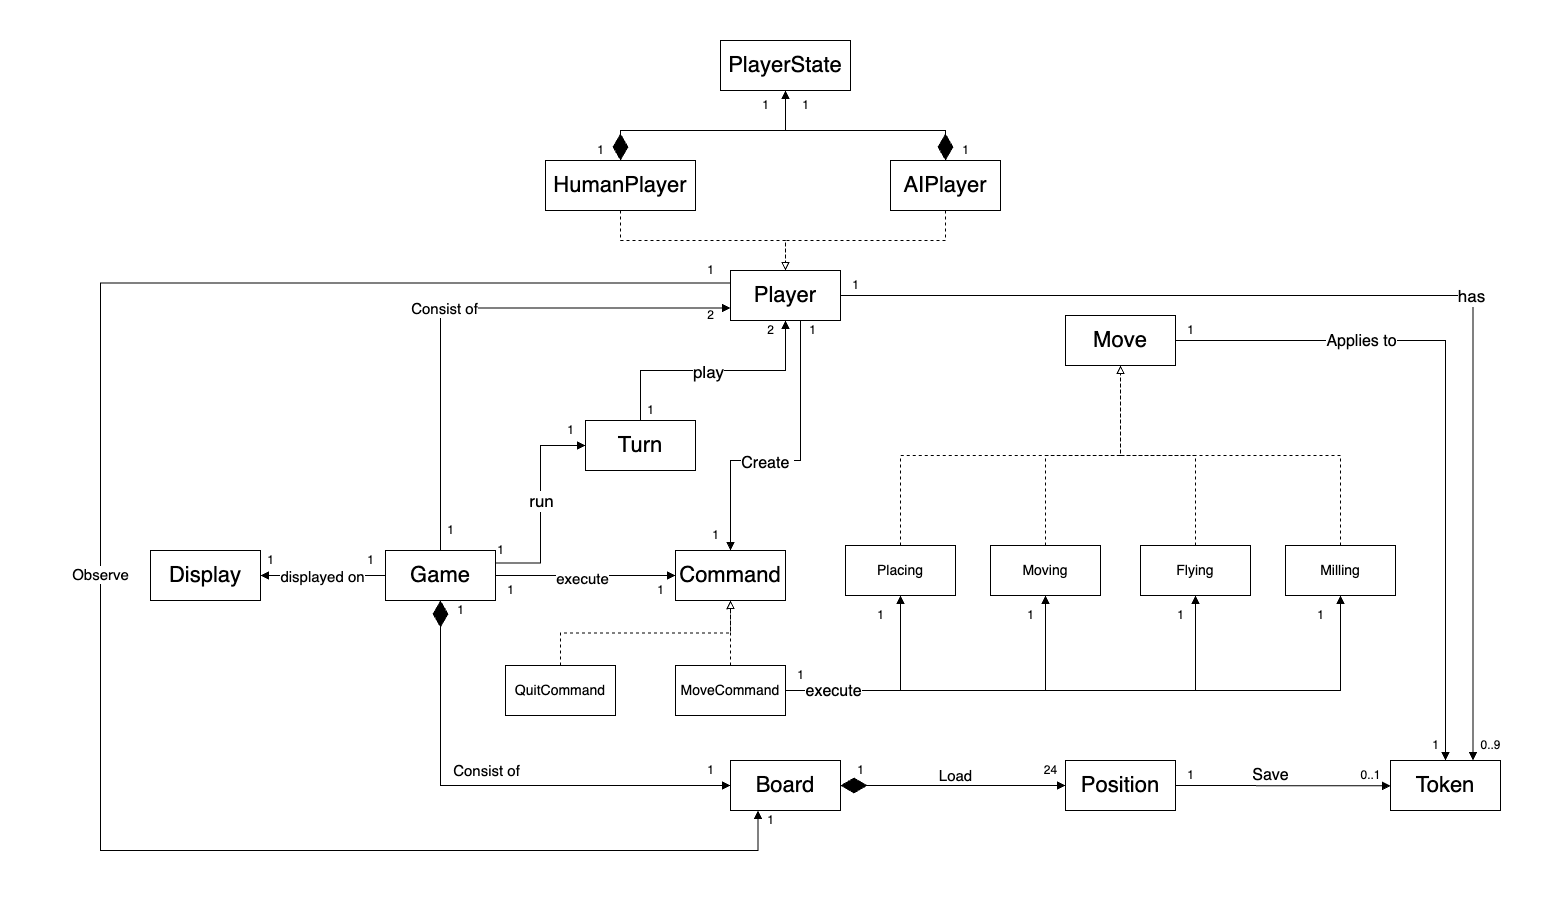 PlayerState
1 1
1 1
HumanPlayer AIPlayer
1
Player
1
has
Consist of
2
2 1
Move
1
Applies to
play
1
1
Turn
Create
run
1
1
1
Display
1
displayed on
1
Game
1
execute
1
Command
1
Observe
Placing
Moving
Flying
Milling
1
1
1
1
1
QuitCommand
MoveCommand
1
execute
Consist of
1
Board
1
Load
24
Position
1
Save
0..1
1
0..9
Token
1